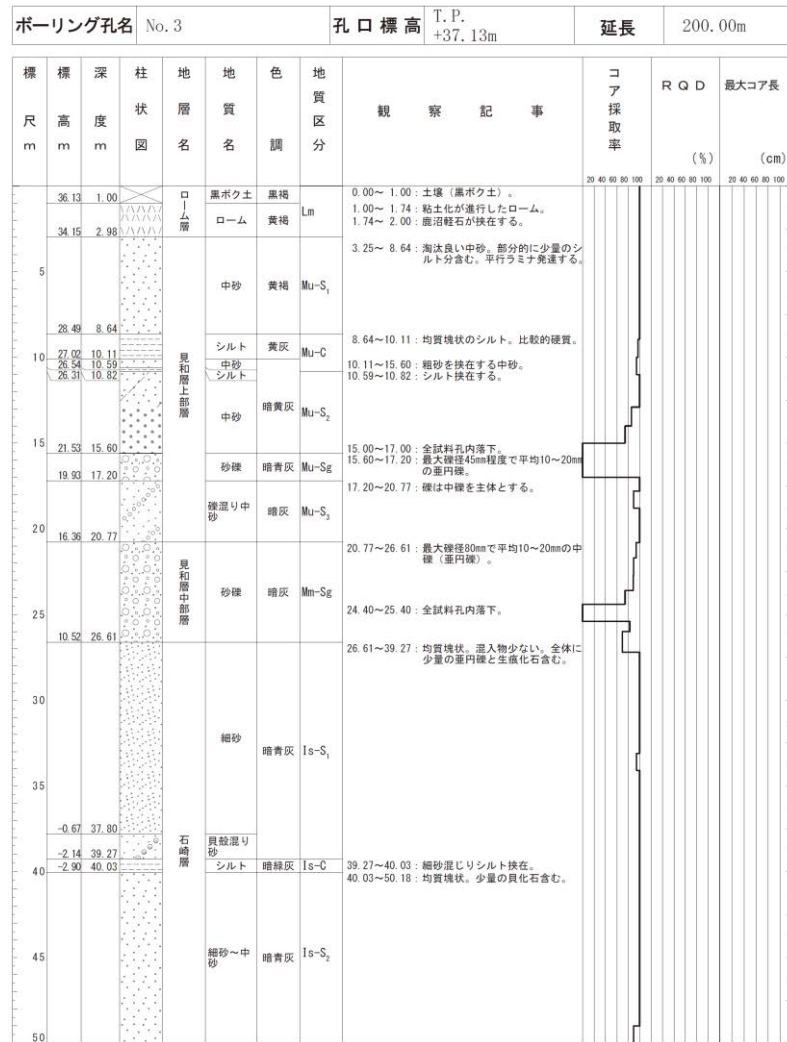 ボーリング孔名 No.3 孔口標高 T.P. +37.13m 延長 200.00m
標尺 m 標高 m 深度 m 柱状図 地層名 地質名 色調 地質区分 観察記事 コア採取率 RQD (%) 最大コア長 (cm)
20 40 60 80 100 20 40 60 80 100 20 40 60 80 100
36.13 1.00 ローム層 黒ボク土 黒褐 Lm 0.00~ 1.00:土壌(黒ボク土)。
34.15 2.98 ローム 黄褐 1.00~ 1.74:粘土化が進行したローム。
1.74~ 2.00:鹿沼軽石が挟在する。
3.25~ 8.64:淘汰良い中砂。部分的に少量のシ
ルト分含む。平行ラミナ発達する。
5
28.49 8.64 見和層上部層 中砂 黄褐 Mu-S1
8.64~10.11:均質塊状のシルト。比較的硬質。
10 27.02 10.11 シルト 黄灰 Mu-C
26.54 10.59 中砂 10.11~15.60:粗砂を挟在する中砂。
26.31 10.82 シルト 10.59~10.82:シルト挟在する。
15 21.53 15.60 中砂 暗黄灰 Mu-S2
15.00~17.00:全試料孔内落下。
19.93 17.20 砂礫 暗青灰 Mu-Sg 15.60~17.20:最大礫径45mm程度で平均10~20mm
の亜円礫。
17.20~20.77:礫は中礫を主体とする。
20 16.36 20.77 礫混り中砂 暗灰 Mu-S3
20.77~26.61:最大礫径80mmで平均10~20mmの中
礫(亜円礫)。
25 10.52 26.61 見和層中部層 砂礫 暗灰 Mm-Sg 24.40~25.40:全試料孔内落下。
26.61~39.27:均質塊状。混入物少ない。全体に
少量の亜円礫と生痕化石含む。
30
35
-0.67 37.80 石崎層 細砂 暗青灰 Is-S1
-2.14 39.27 貝殻混り砂
40 -2.90 40.03 シルト 暗緑灰 Is-C 39.27~40.03:細砂混じりシルト挟在。
40.03~50.18:均質塊状。少量の貝化石含む。
45 細砂~中砂 暗青灰 Is-S2
50